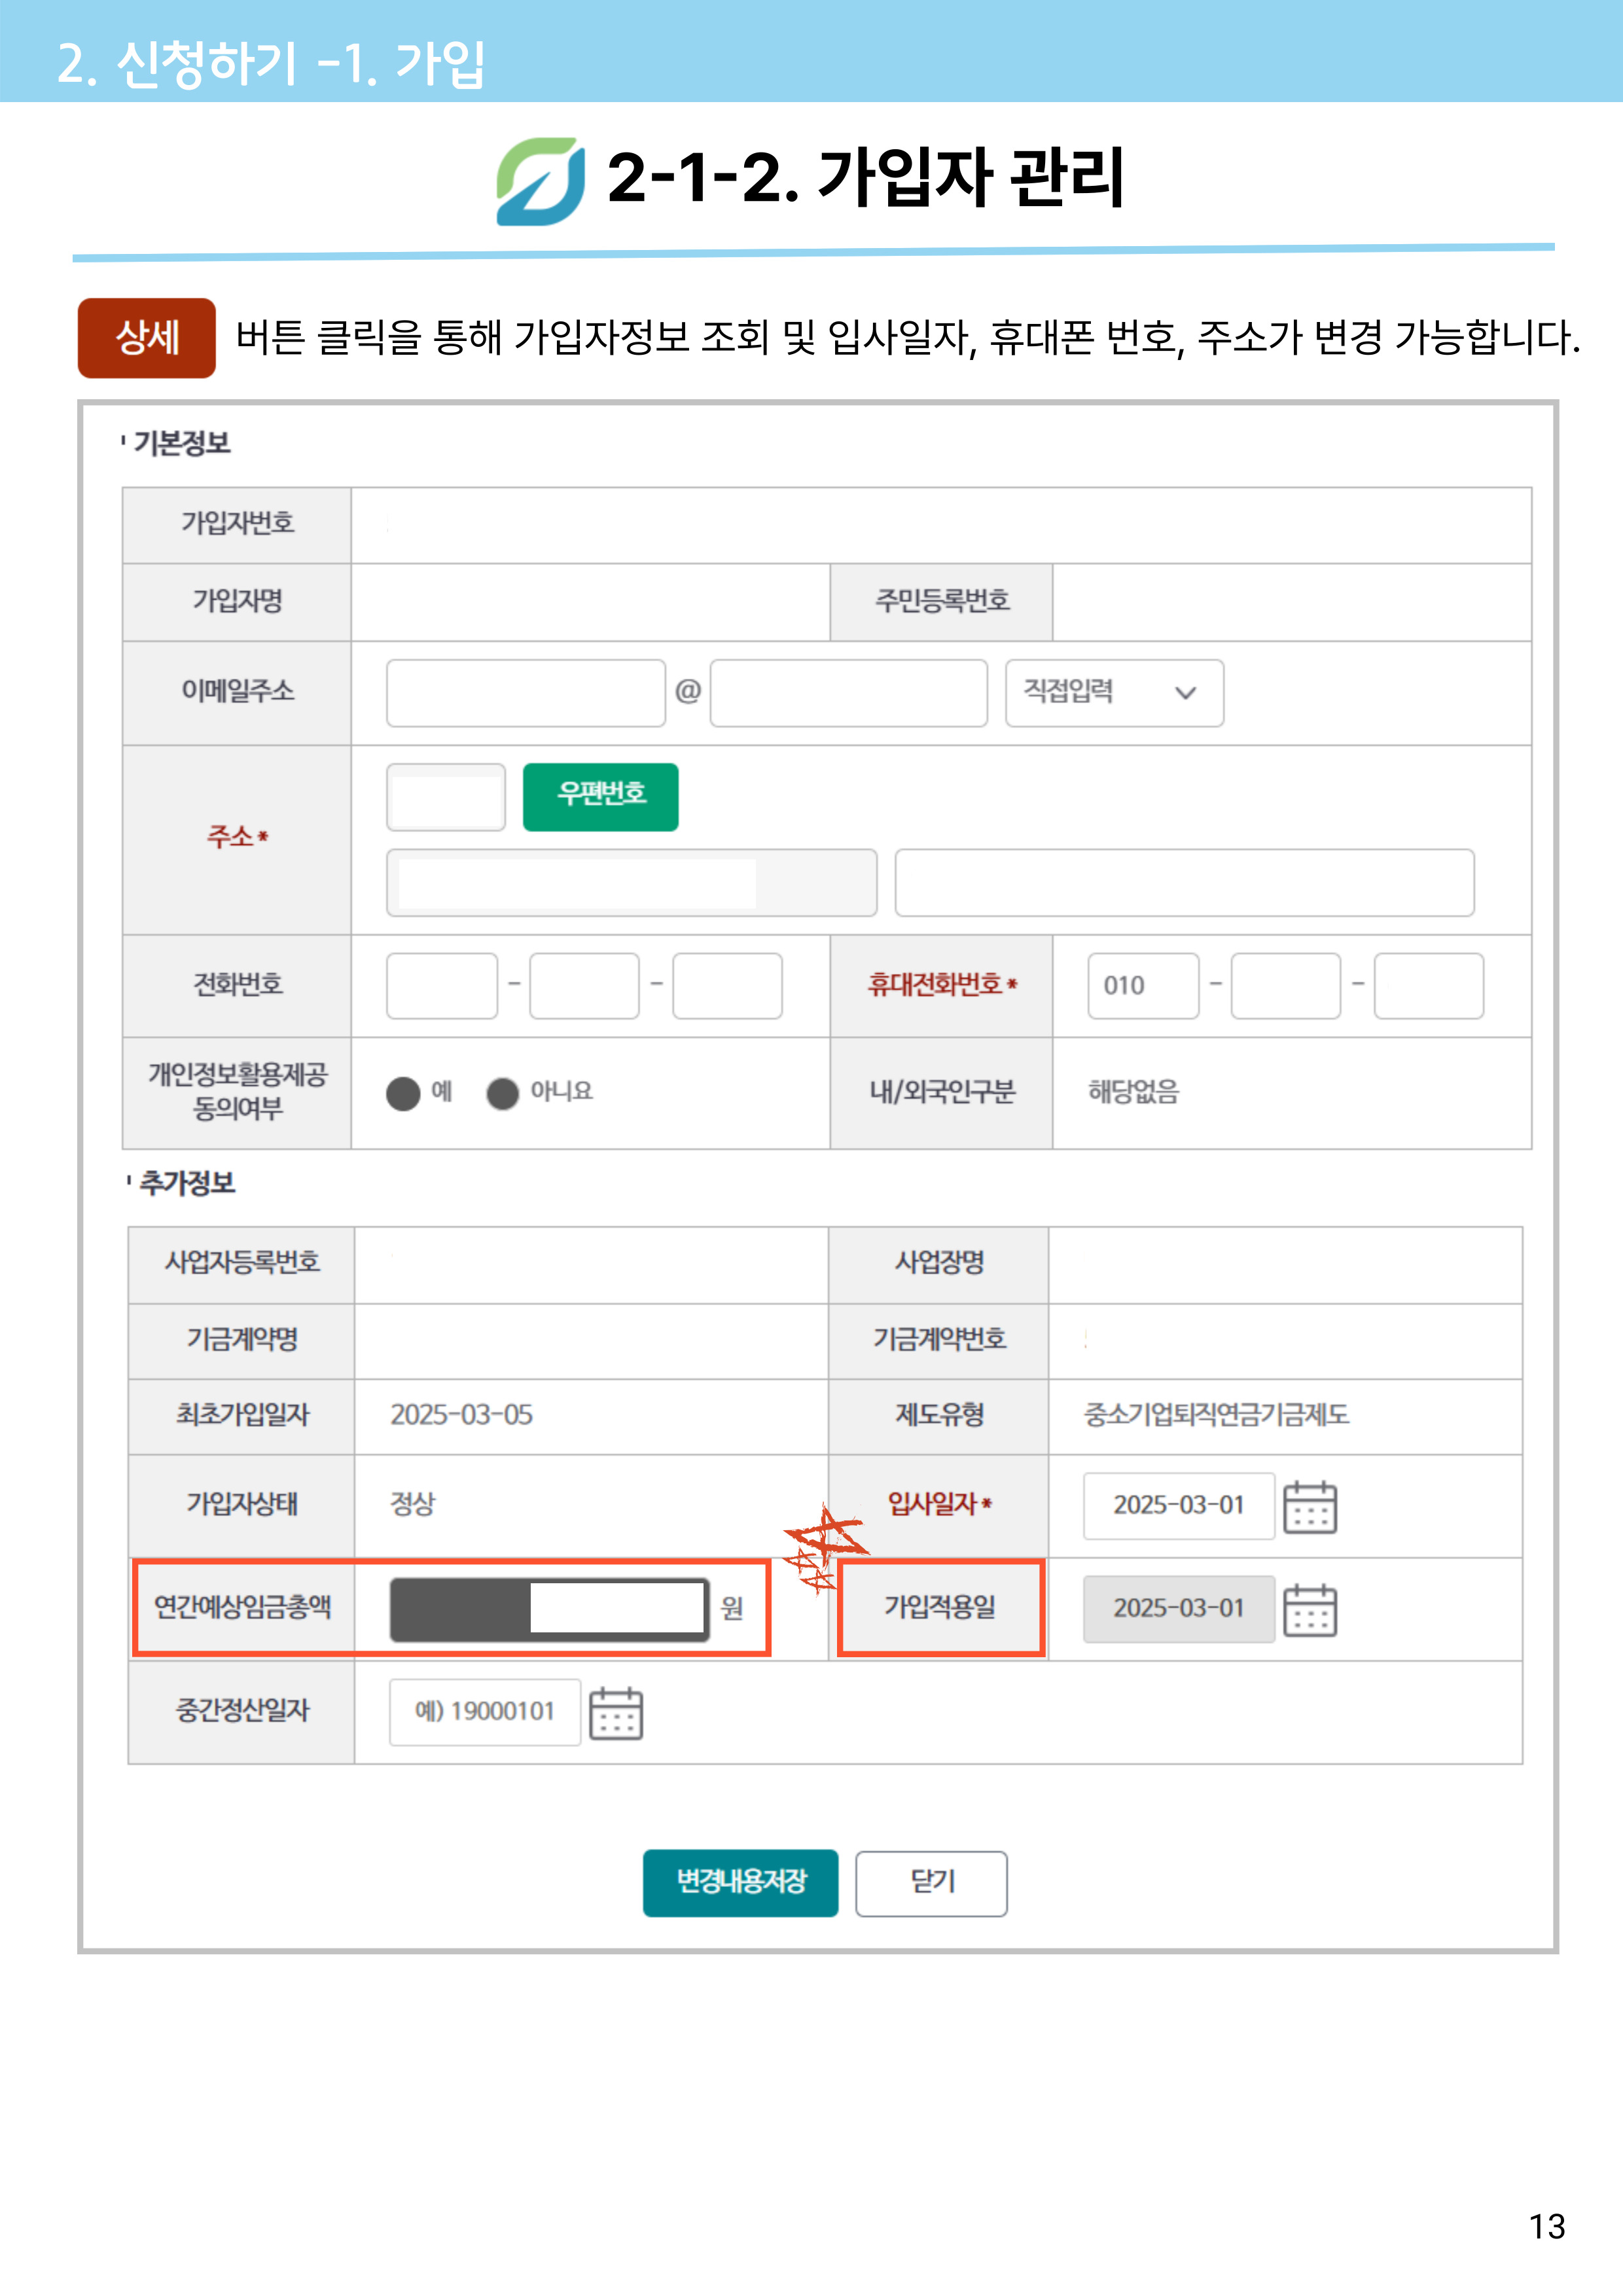 2. 신청하기 -1. 가입
2-1-2. 가입자 관리
상세 버튼 클릭을 통해 가입자정보 조회 및 입사일자, 휴대폰 번호, 주소가 변경 가능합니다.
기본정보
가입자번호
가입자명 주민등록번호
이메일주소 @ 직접입력
우편번호
주소*
전화번호 - - 휴대전화번호* 010 - -
개인정보활용제공
동의여부 예 아니요 내/외국인구분 해당없음
추가정보
사업자등록번호 사업장명
기금계약명 기금계약번호
최초가입일자 2025-03-05 제도유형 중소기업퇴직연금기금제도
가입자상태 정상 입사일자* 2025-03-01
연간예상임금총액 원 가입적용일 2025-03-01
중간정산일자 예) 19000101
변경내용저장 닫기
13